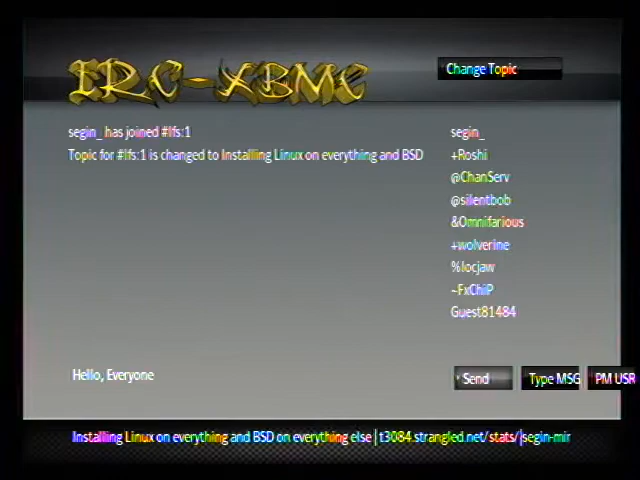 IRC-XBMC
Change Topic
segin_ has joined #lfs:1
Topic for #lfs:1 is changed to Installing Linux on everything and BSD
segin_
+Roshi
@ChanServ
@silentbob
&Omnifarious
+wolverine
%locjaw
~FxChiP
Guest81484
Hello, Everyone
Send
Type MSG
PM USR
Installing Linux on everything and BSD on everything else | t3084.strangled.net/stats/|segin-mir